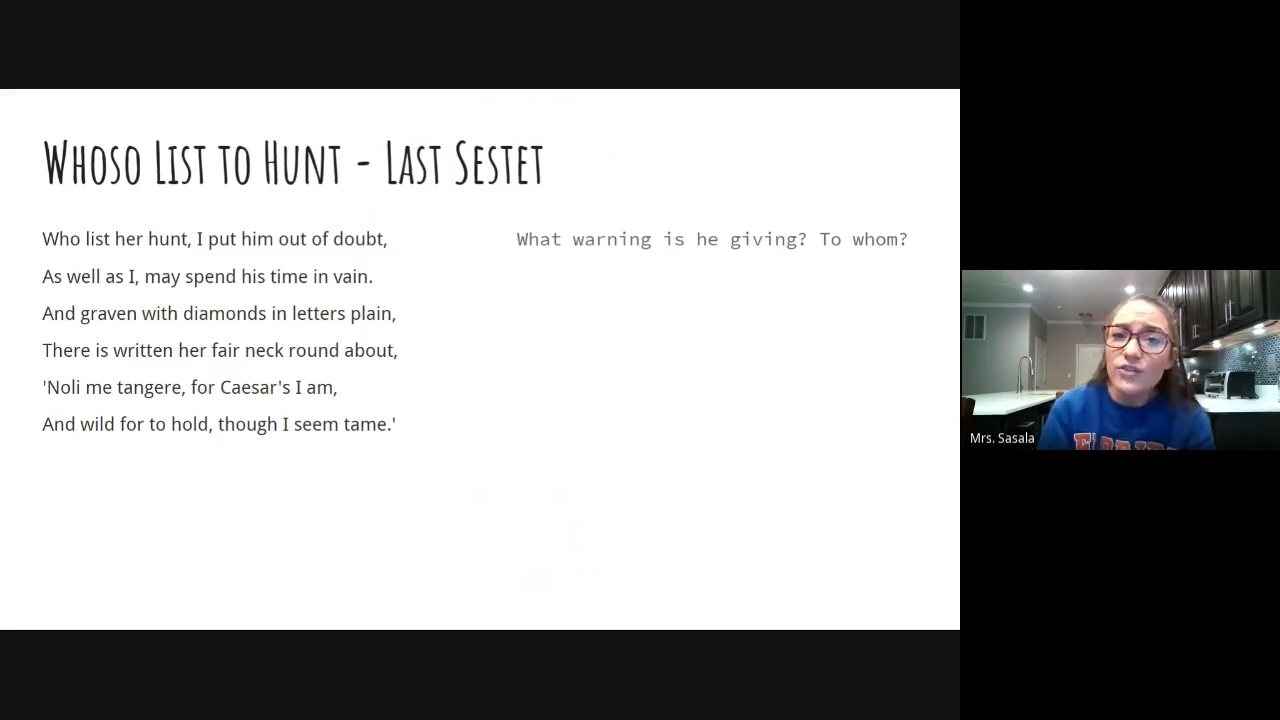 Whoso List to Hunt - Last Sestet
Who list her hunt, I put him out of doubt,
As well as I, may spend his time in vain.
And graven with diamonds in letters plain,
There is written her fair neck round about,
'Noli me tangere, for Caesar's I am,
And wild for to hold, though I seem tame.'
What warning is he giving? To whom?
Mrs. Sasala